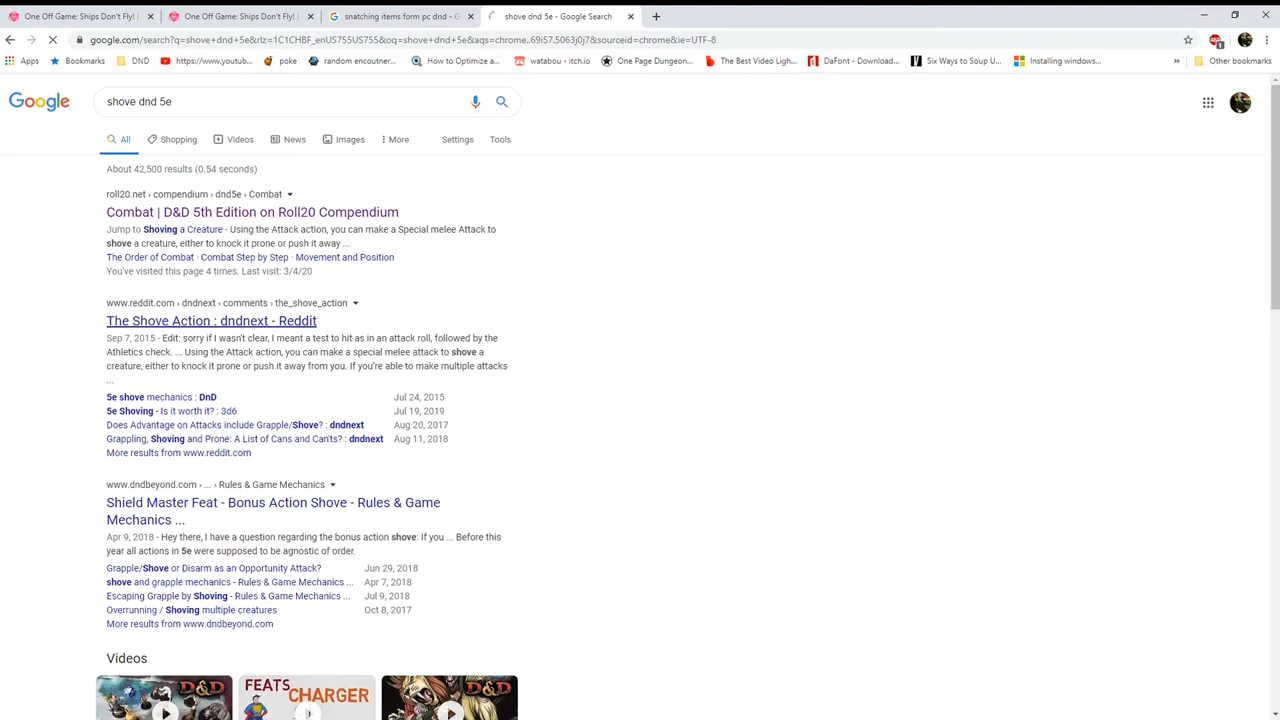 One Off Game: Ships Don't Fly! |
One Off Game: Ships Don't Fly! |
snatching items form pc dnd - G
shove dnd 5e - Google Search
google.com/search?q=shove+dnd+5e&rlz=1C1CHBF_enUS755US755&oq=shove+dnd+5e&aqs=chrome..69i57.5063j0j7&sourceid=chrome&ie=UTF-8
Apps Bookmarks DND https://www.youtub... poke random encoutner... How to Optimize a... watabou - itch.io One Page Dungeon... The Best Video Ligh... DaFont - Download... Six Ways to Soup U... Installing windows... » Other bookmarks
Google
shove dnd 5e
All Shopping Videos News Images More Settings Tools
About 42,500 results (0.54 seconds)
roll20.net › compendium › dnd5e › Combat
Combat | D&D 5th Edition on Roll20 Compendium
Jump to Shoving a Creature - Using the Attack action, you can make a Special melee Attack to
shove a creature, either to knock it prone or push it away ...
The Order of Combat · Combat Step by Step · Movement and Position
You've visited this page 4 times. Last visit: 3/4/20
www.reddit.com › dndnext › comments › the_shove_action
The Shove Action : dndnext - Reddit
Sep 7, 2015 - Edit: sorry if I wasn't clear, I meant a test to hit as in an attack roll, followed by the
Athletics check. ... Using the Attack action, you can make a special melee attack to shove a
creature, either to knock it prone or push it away from you. If you're able to make multiple attacks
...
5e shove mechanics : DnD Jul 24, 2015
5e Shoving - Is it worth it? : 3d6 Jul 19, 2019
Does Advantage on Attacks include Grapple/Shove? : dndnext Aug 20, 2017
Grappling, Shoving and Prone: A List of Cans and Can'ts? : dndnext Aug 11, 2018
More results from www.reddit.com
www.dndbeyond.com › ... › Rules & Game Mechanics
Shield Master Feat - Bonus Action Shove - Rules & Game
Mechanics ...
Apr 9, 2018 - Hey there, I have a question regarding the bonus action shove: If you ... Before this
year all actions in 5e were supposed to be agnostic of order.
Grapple/Shove or Disarm as an Opportunity Attack? Jun 29, 2018
shove and grapple mechanics - Rules & Game Mechanics ... Apr 7, 2018
Escaping Grapple by Shoving - Rules & Game Mechanics ... Jul 9, 2018
Overrunning / Shoving multiple creatures Oct 8, 2017
More results from www.dndbeyond.com
Videos
D&D
FEATS
CHARGER
D&D